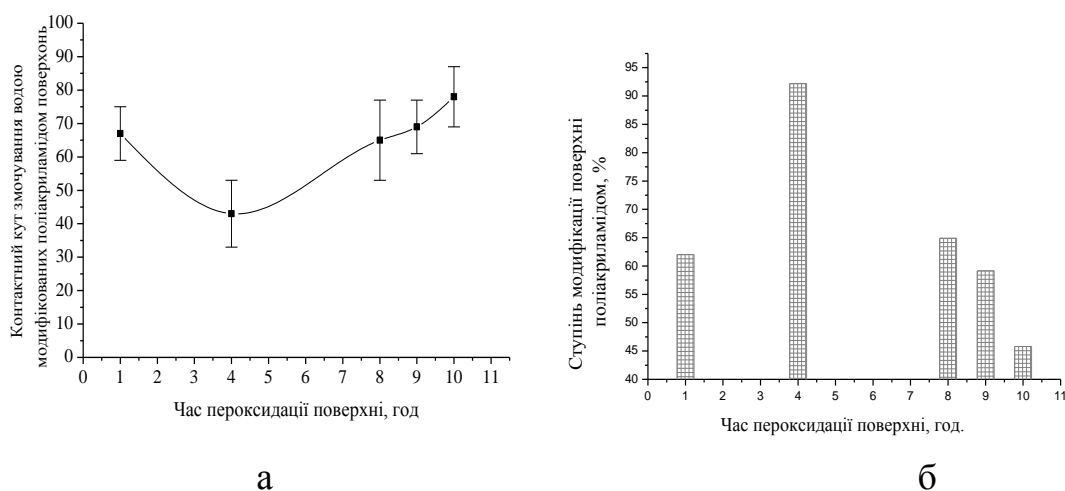 100
90
80
70
60
50
40
30
20
10
0
Контактний кут змочування водою
модифікованих поліакриламідом поверхонь
0 1 2 3 4 5 6 7 8 9 10 11
Час пероксидації поверхні, год
а
95
90
85
80
75
70
65
60
55
50
45
40
Ступінь модифікації поверхні
поліакриламідом, %
0 1 2 3 4 5 6 7 8 9 10 11
Час пероксидації поверхні, год.
б